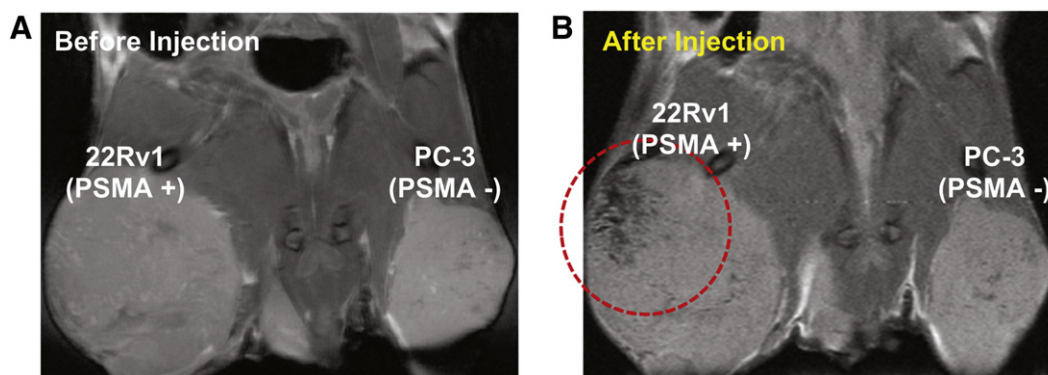 A
Before Injection
22Rv1
(PSMA +)
PC-3
(PSMA -)
B
After Injection
22Rv1
(PSMA +)
PC-3
(PSMA -)